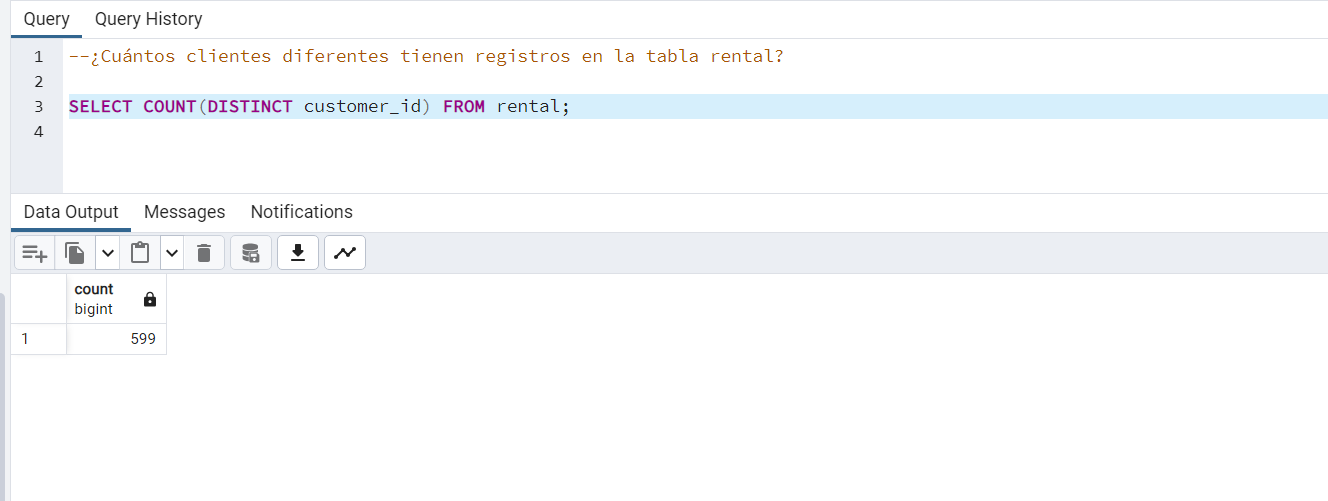 Query Query History
1 --¿Cuántos clientes diferentes tienen registros en la tabla rental?
2
3 SELECT COUNT(DISTINCT customer_id) FROM rental;
4
Data Output Messages Notifications
count
bigint
1 599